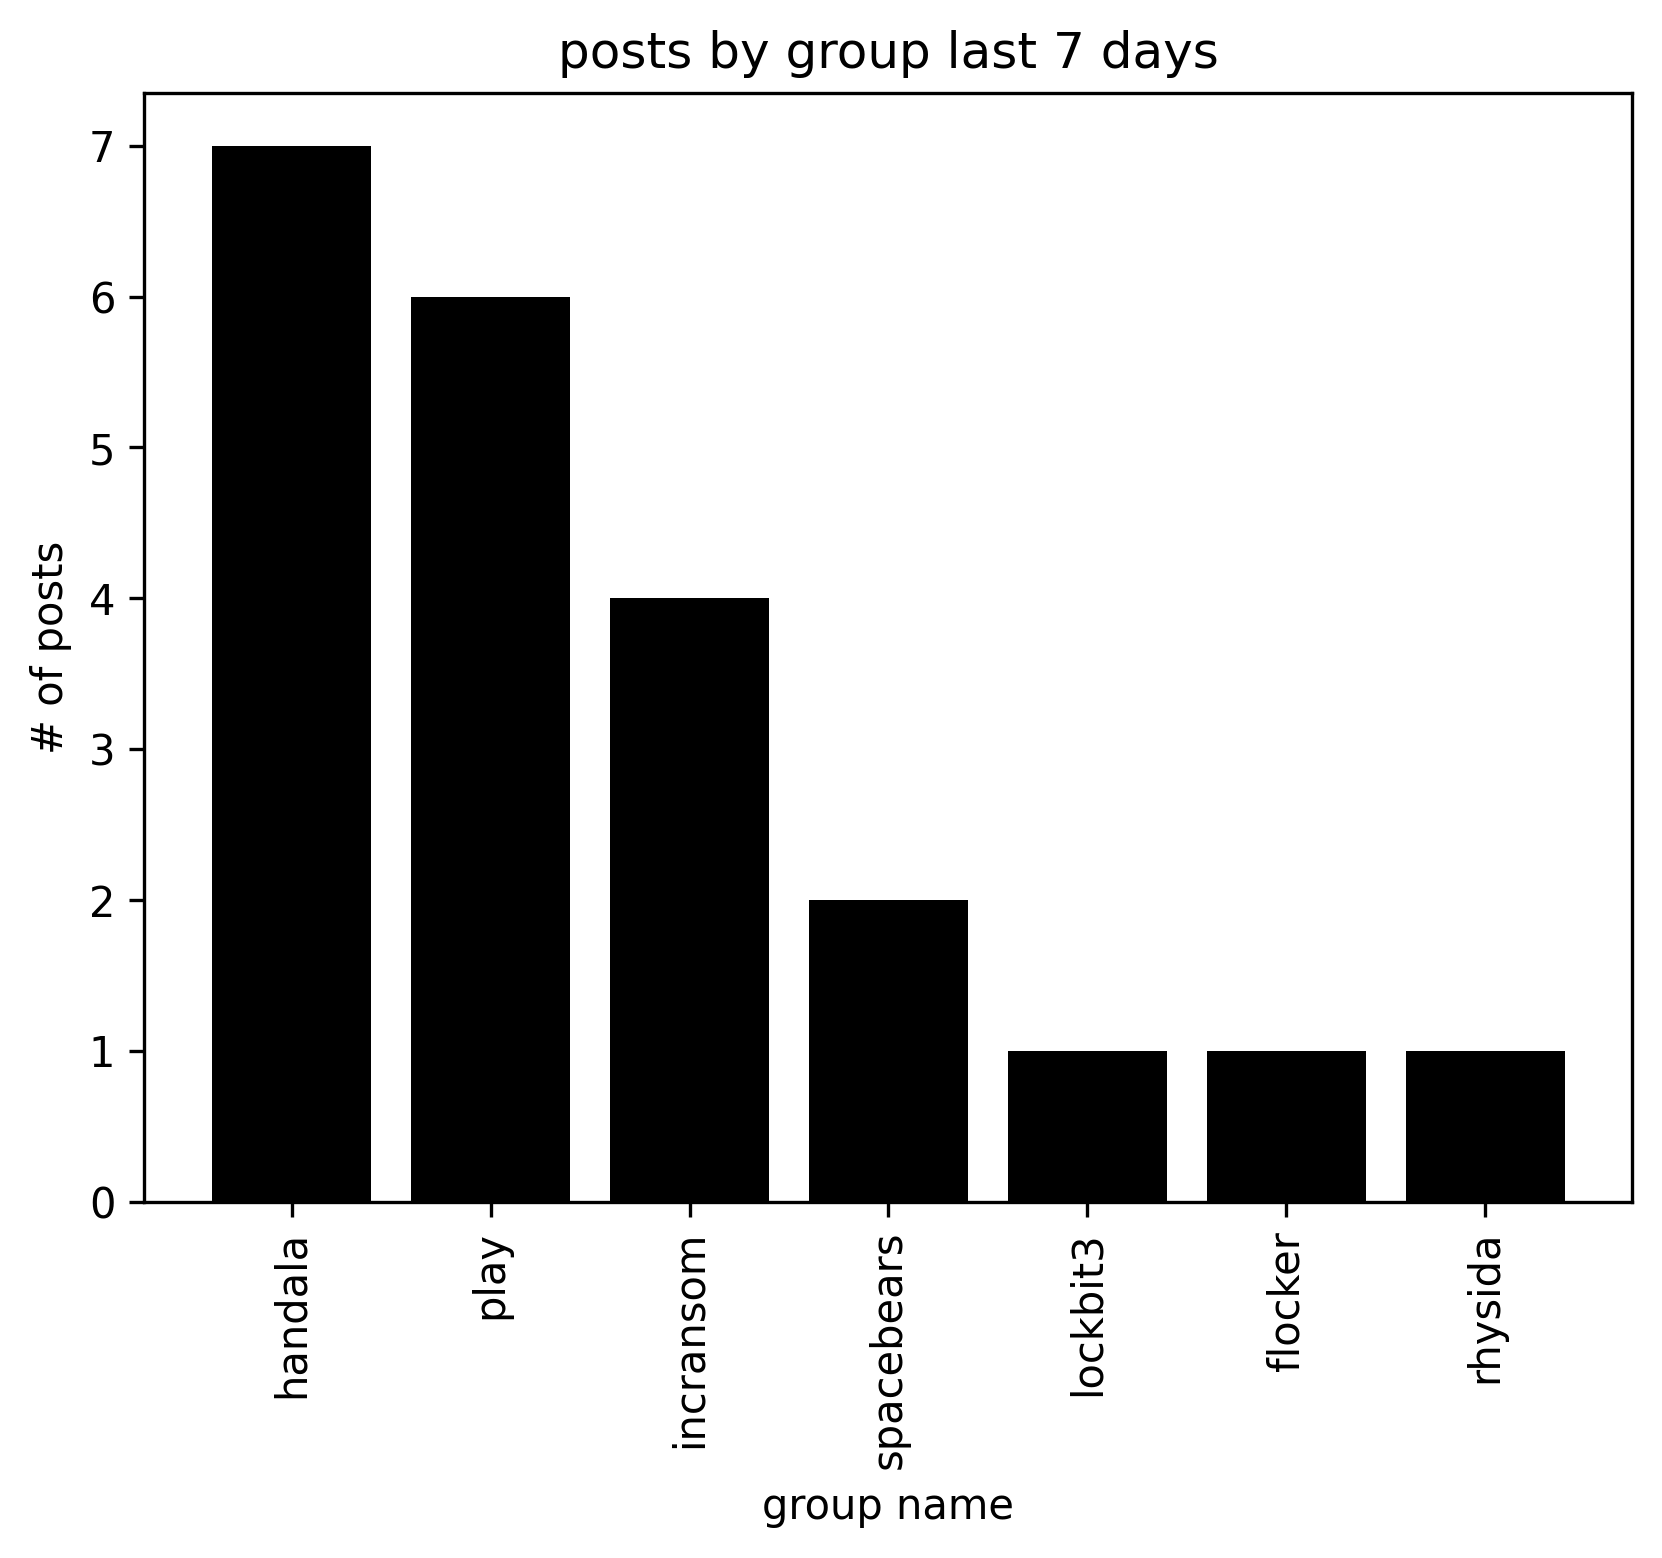 posts by group last 7 days
7
6
5
4
3
2
1
0
# of posts
handala
play
incransom
spacebears
lockbit3
flocker
rhysida
group name